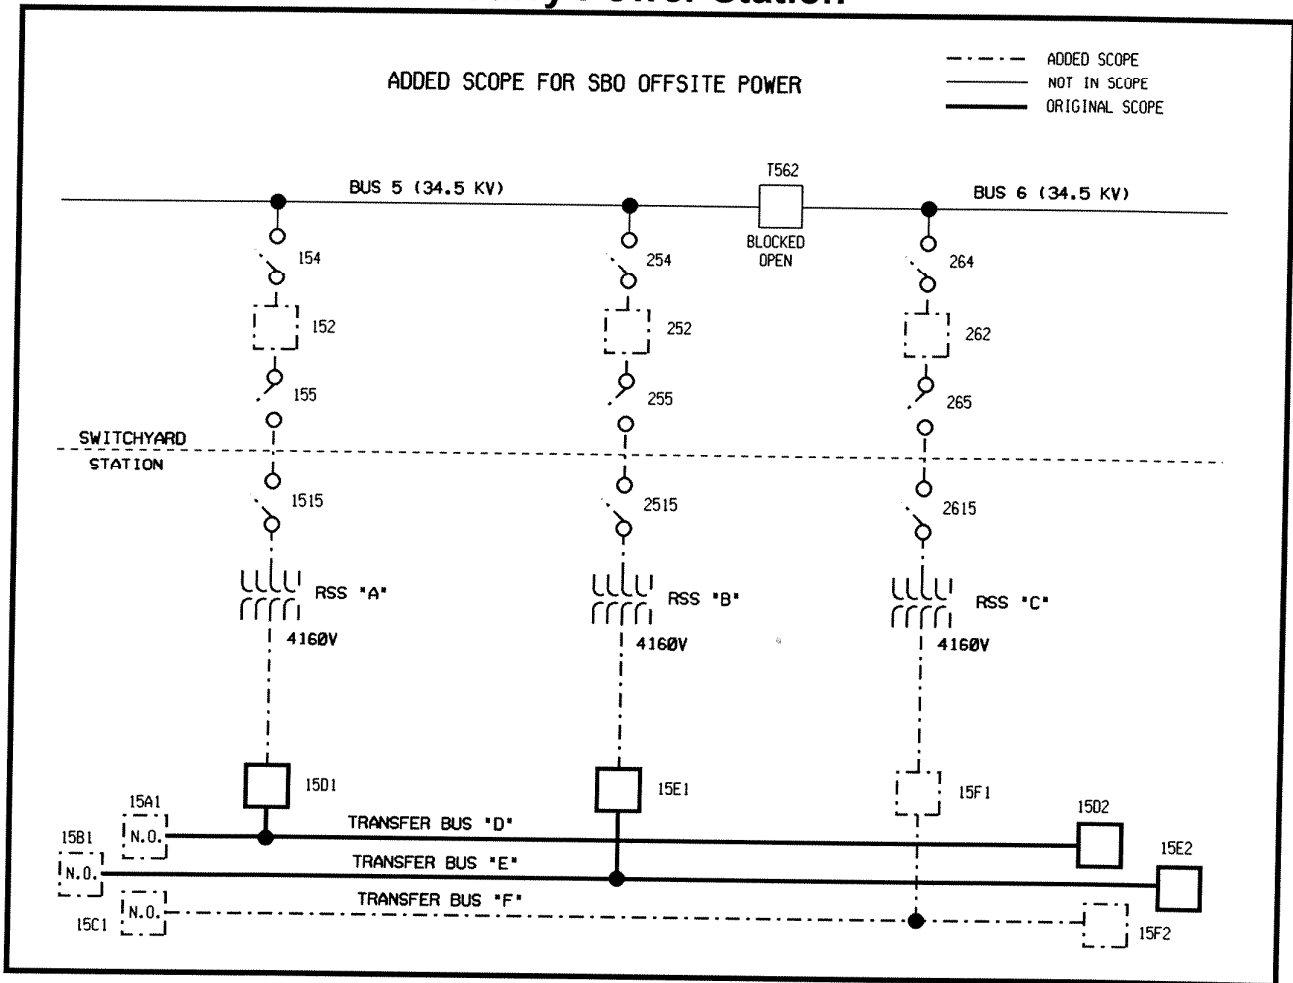 Power Station
ADDED SCOPE FOR SBO OFFSITE POWER
ADDED SCOPE
NOT IN SCOPE
ORIGINAL SCOPE
T562
BUS 5 (34.5 KV)
BUS 6 (34.5 KV)
BLOCKED
OPEN
154
254
264
152
252
262
155
255
265
SWITCHYARD
STATION
1515
2515
2615
RSS "A"
RSS "B"
RSS "C"
4160V
4160V
4160V
15D1
15E1
15F1
15A1
15D2
N.O.
TRANSFER BUS "D"
15B1
15E2
N.O.
TRANSFER BUS "E"
N.O.
TRANSFER BUS "F"
15C1
15F2